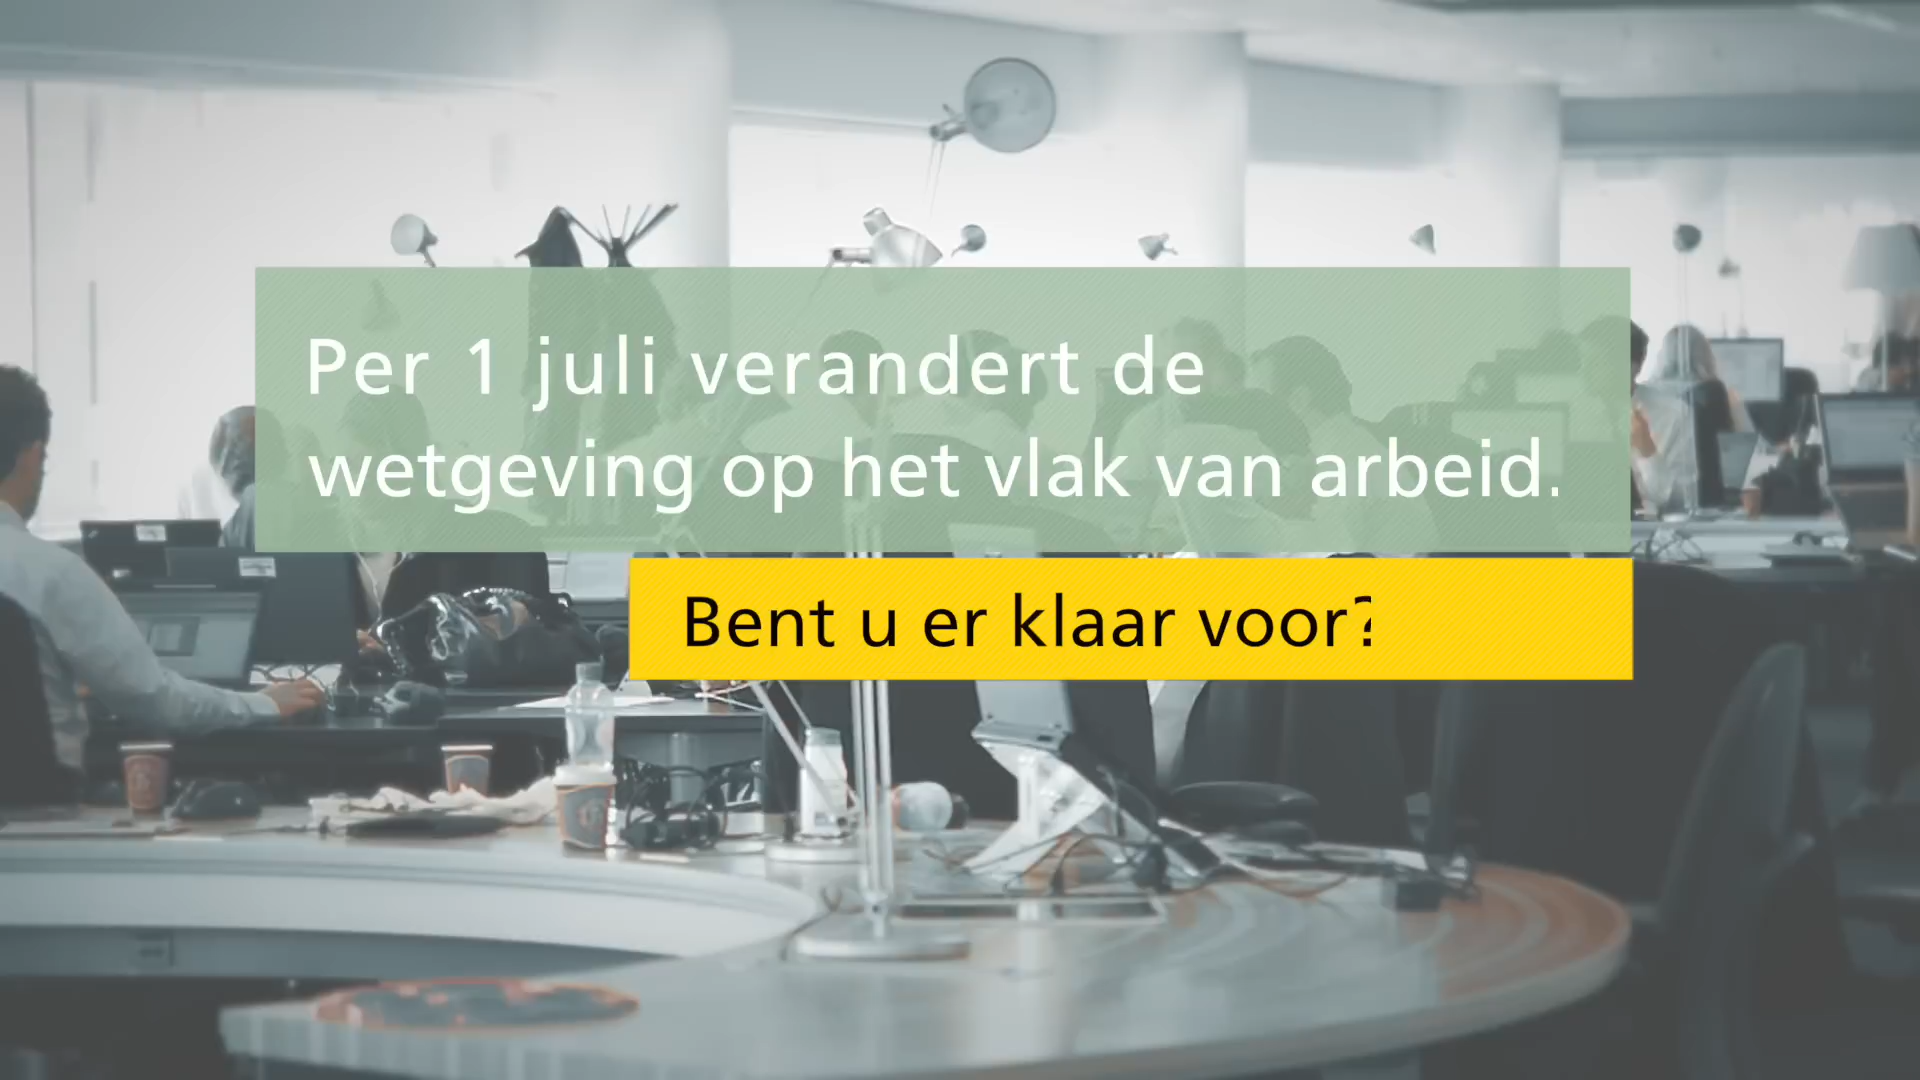 Per 1 juli verandert de
wetgeving op het vlak van arbeid.
Bent u er klaar voor?